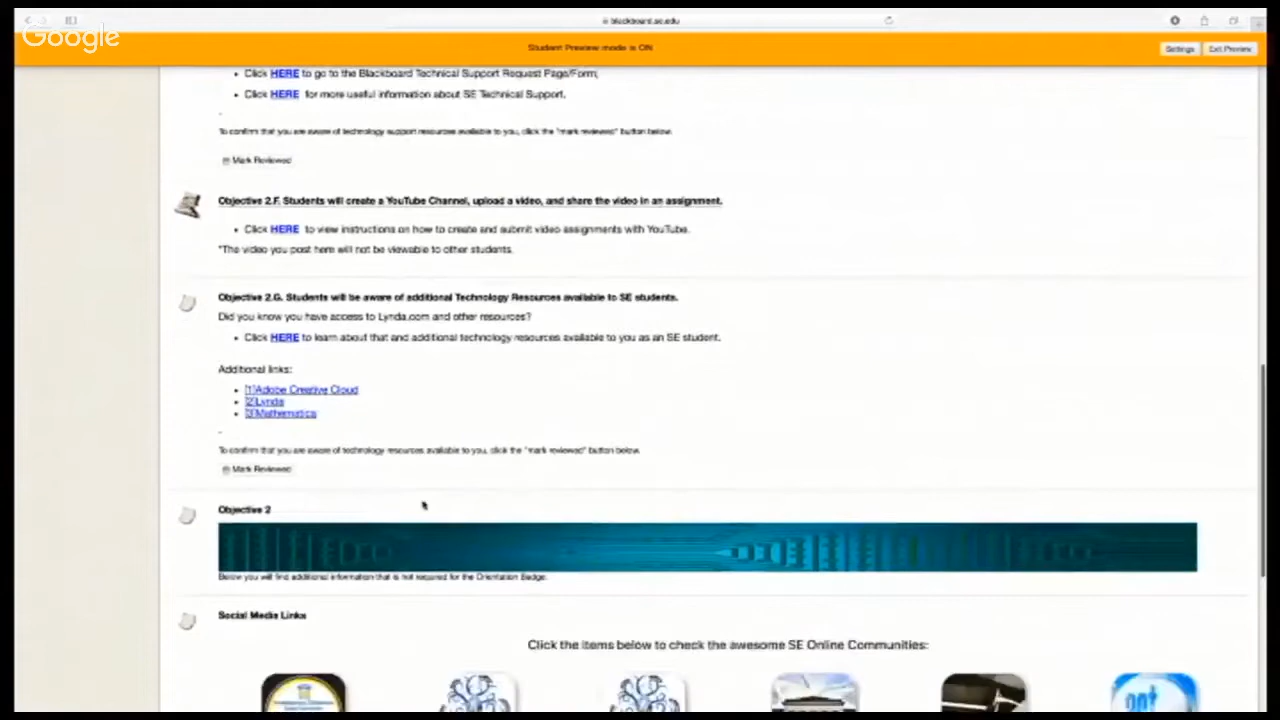 blackboard.se.edu
Google
Student Preview mode is ON
Settings
Exit Preview
Click HERE to go to the Blackboard Technical Support Request Page/Form;
Click HERE for more useful information about SE Technical Support.
To confirm that you are aware of technology support resources available to you, click the "mark reviewed" button below.
Mark Reviewed
Objective 2.F. Students will create a YouTube Channel, upload a video, and share the video in an assignment.
Click HERE to view instructions on how to create and submit video assignments with YouTube.
*The video you post here will not be viewable to other students.
Objective 2.G. Students will be aware of additional Technology Resources available to SE students.
Did you know you have access to Lynda.com and other resources?
Click HERE to learn about that and additional technology resources available to you as an SE student.
Additional links:
[1]Adobe Creative Cloud
[2]Lynda
[3]Mathematica
To confirm that you are aware of technology resources available to you, click the "mark reviewed" button below.
Mark Reviewed
Objective 2
Below you will find additional information that is not required for the Orientation Badge.
Social Media Links
Click the items below to check the awesome SE Online Communities:
got